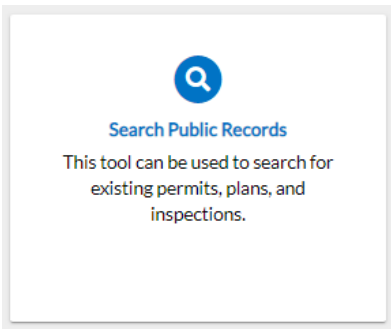 Search Public Records
This tool can be used to search for
existing permits, plans, and
inspections.